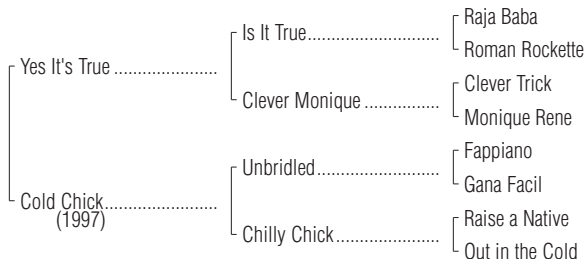 Raja Baba
Is It True
Roman Rockette
Yes It's True
Clever Trick
Clever Monique
Monique Rene
Fappiano
Unbridled
Gana Facil
Cold Chick
(1997)
Raise a Native
Chilly Chick
Out in the Cold